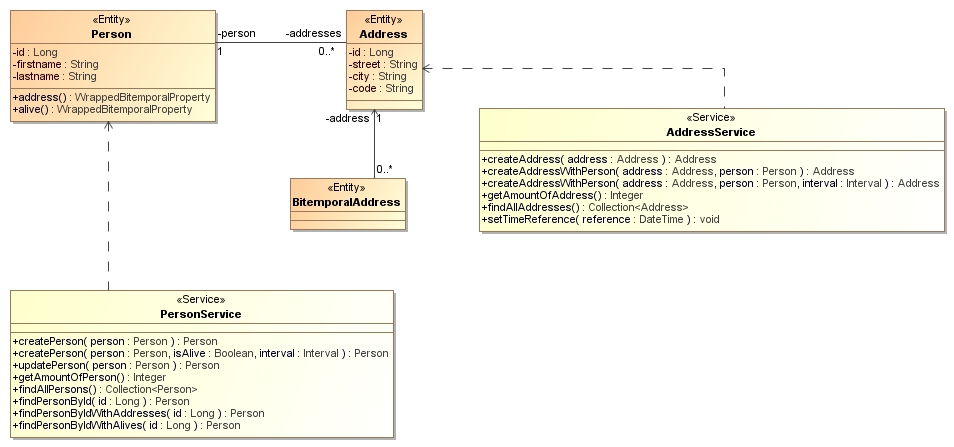 «Entity»
Person
-id : Long
-firstname : String
-lastname : String
+address() : WrappedBitemporalProperty
+alive() : WrappedBitemporalProperty
-person
1
-addresses
0..*
«Entity»
Address
-id : Long
-street : String
-city : String
-code : String
-address
1
0..*
«Entity»
BitemporalAddress
«Service»
AddressService
+createAddress( address : Address ) : Address
+createAddressWithPerson( address : Address, person : Person ) : Address
+createAddressWithPerson( address : Address, person : Person, interval : Interval ) : Address
+getAmountOfAddress() : Integer
+findAllAddresses() : Collection<Address>
+setTimeReference( reference : DateTime ) : void
«Service»
PersonService
+createPerson( person : Person ) : Person
+createPerson( person : Person, isAlive : Boolean, interval : Interval ) : Person
+updatePerson( person : Person ) : Person
+getAmountOfPerson() : Integer
+findAllPersons() : Collection<Person>
+findPersonById( id : Long ) : Person
+findPersonByIdWithAddresses( id : Long ) : Person
+findPersonByIdWithAlives( id : Long ) : Person